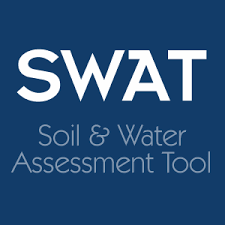 SWAT
Soil & Water
Assessment Tool